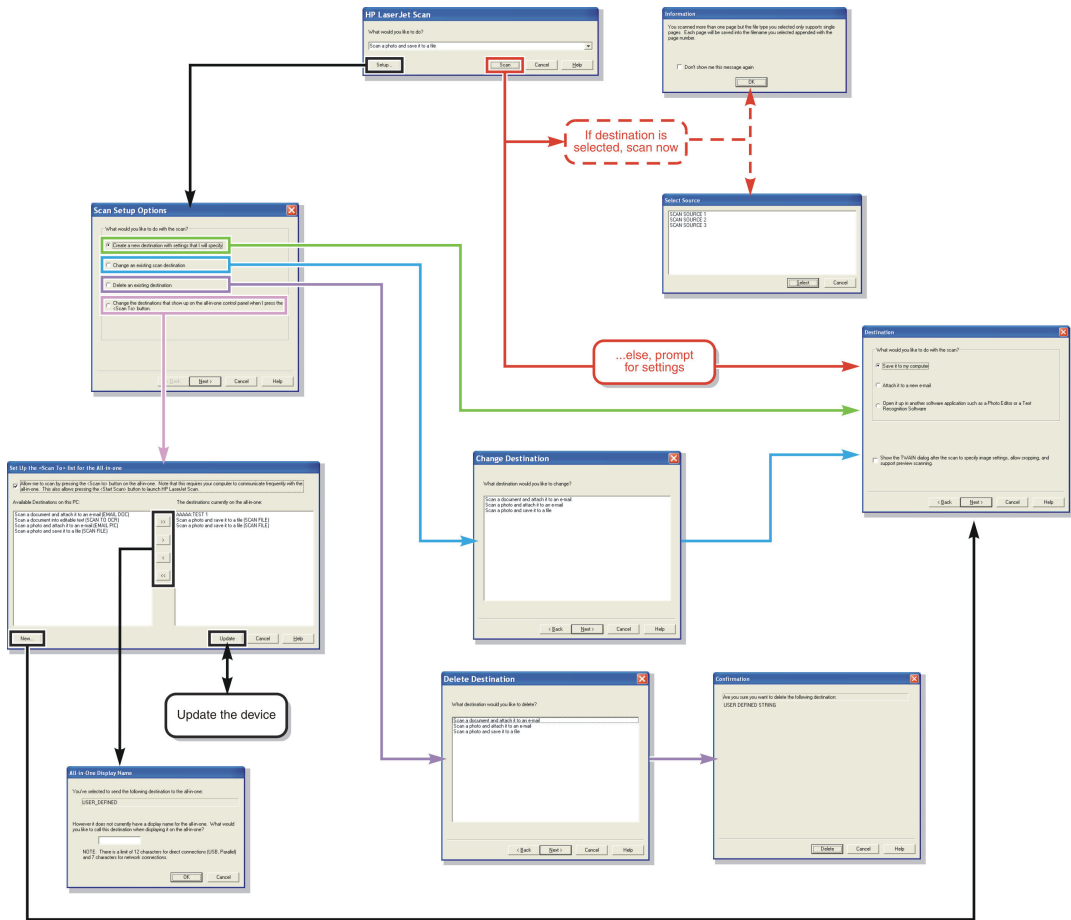 HP LaserJet Scan
What would you like to do?
Scan a photo and save it to a file
Setup...
Scan
Cancel
Help
Information
You scanned more than one page but the file type you selected only supports single
pages. Each page will be saved into the filename you selected appended with the
page number.
Don't show me this message again
OK
If destination is
selected, scan now
Select Source
SCAN SOURCE 1
SCAN SOURCE 2
SCAN SOURCE 3
Select
Cancel
Scan Setup Options
What would you like to do with the scan?
Create a new destination with settings that I will specify
Change an existing scan destination
Delete an existing destination
Change the destinations that show up on the all-in-one control panel when I press the
<Scan To> button.
< Back
Next >
Cancel
Help
...else, prompt
for settings
Destination
What would you like to do with the scan?
Save it to my computer
Attach it to a new e-mail
Open it up in another software application such as a Photo Editor or a Text
Recognition Software
Show the TWAIN dialog after the scan to specify image settings, allow cropping, and
support preview scanning.
< Back
Next >
Cancel
Help
Set Up the <Scan To> list for the All-in-one
Allow me to scan by pressing the <Scan to> button on the all-in-one. Note that this requires your computer to communicate frequently with the
all-in-one. This also allows pressing the <Start Scan> button to launch HP LaserJet Scan.
Available Destinations on this PC:
The destinations currently on the all-in-one:
Scan a document and attach it to an e-mail (EMAIL DOC)
Scan a document into editable text (SCAN TO OCR)
Scan a photo and attach it to an e-mail (EMAIL PIC)
Scan a photo and save it to a file (SCAN FILE)
>>
>
<
<<
AAAAA:TEST 1
Scan a photo and save it to a file (SCAN FILE)
Scan a photo and save it to a file (SCAN FILE)
New...
Update
Cancel
Help
Update the device
Change Destination
What destination would you like to change?
Scan a document and attach it to an e-mail
Scan a photo and attach it to an e-mail
Scan a photo and save it to a file
< Back
Next >
Cancel
Help
Delete Destination
What destination would you like to delete?
Scan a document and attach it to an e-mail
Scan a photo and attach it to an e-mail
Scan a photo and save it to a file
< Back
Next >
Cancel
Help
Confirmation
Are you sure you want to delete the following destination:
USER DEFINED STRING
Delete
Cancel
Help
All-in-One Display Name
You've selected to send the following destination to the all-in-one:
USER_DEFINED
However it does not currently have a display name for the all-in-one. What would
you like to call this destination when displaying it on the all-in-one?
NOTE: There is a limit of 12 characters for direct connections (USB, Parallel)
and 7 characters for network connections.
OK
Cancel